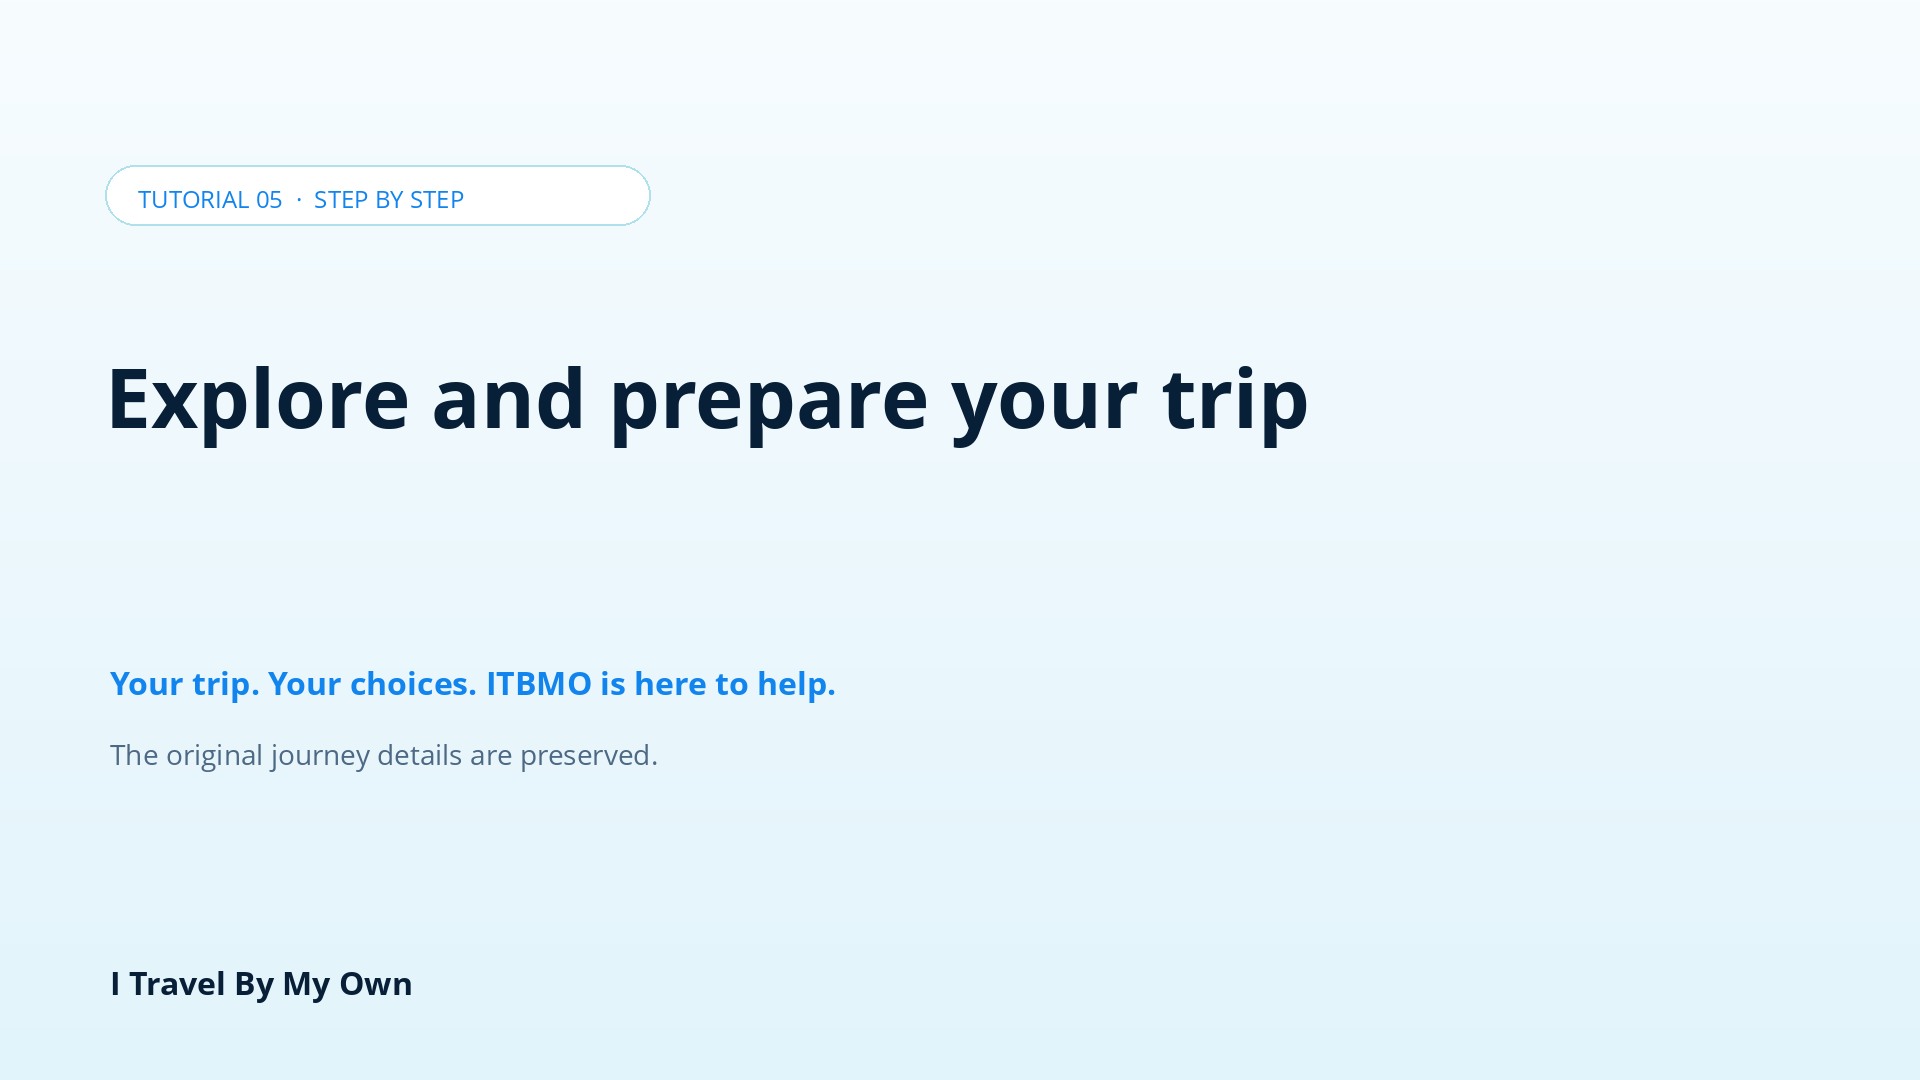 TUTORIAL 05 · STEP BY STEP
Explore and prepare your trip
Your trip. Your choices. ITBMO is here to help.
The original journey details are preserved.
I Travel By My Own